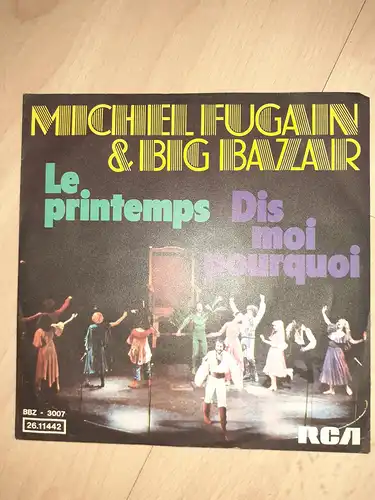 MICHEL FUGAIN
& BIG BAZAR
Le
printemps
Dis
moi
pourquoi
BBZ - 3007
26.11442
RCA